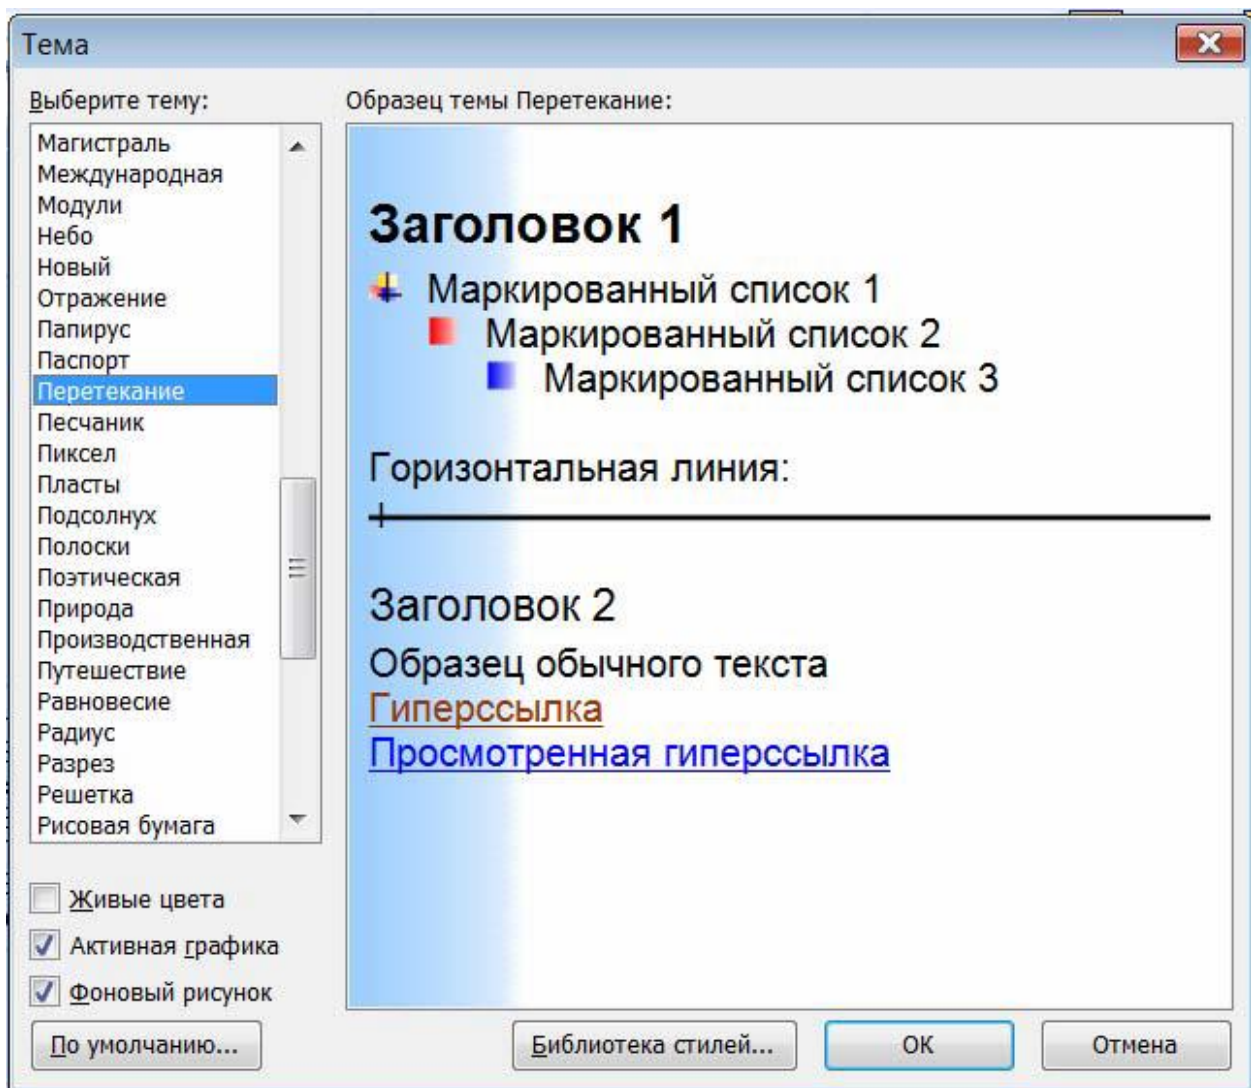 Тема
Выберите тему:
Образец темы Перетекание:
Магистраль
Международная
Модули
Небо
Новый
Отражение
Папирус
Паспорт
Перетекание
Песчаник
Пиксел
Пласты
Подсолнух
Полоски
Поэтическая
Природа
Производственная
Путешествие
Равновесие
Радиус
Разрез
Решетка
Рисовая бумага
Живые цвета
Активная графика
Фоновый рисунок
Заголовок 1
Маркированный список 1
Маркированный список 2
Маркированный список 3
Горизонтальная линия:
Заголовок 2
Образец обычного текста
Гиперссылка
Просмотренная гиперссылка
По умолчанию...
Библиотека стилей...
ОК
Отмена